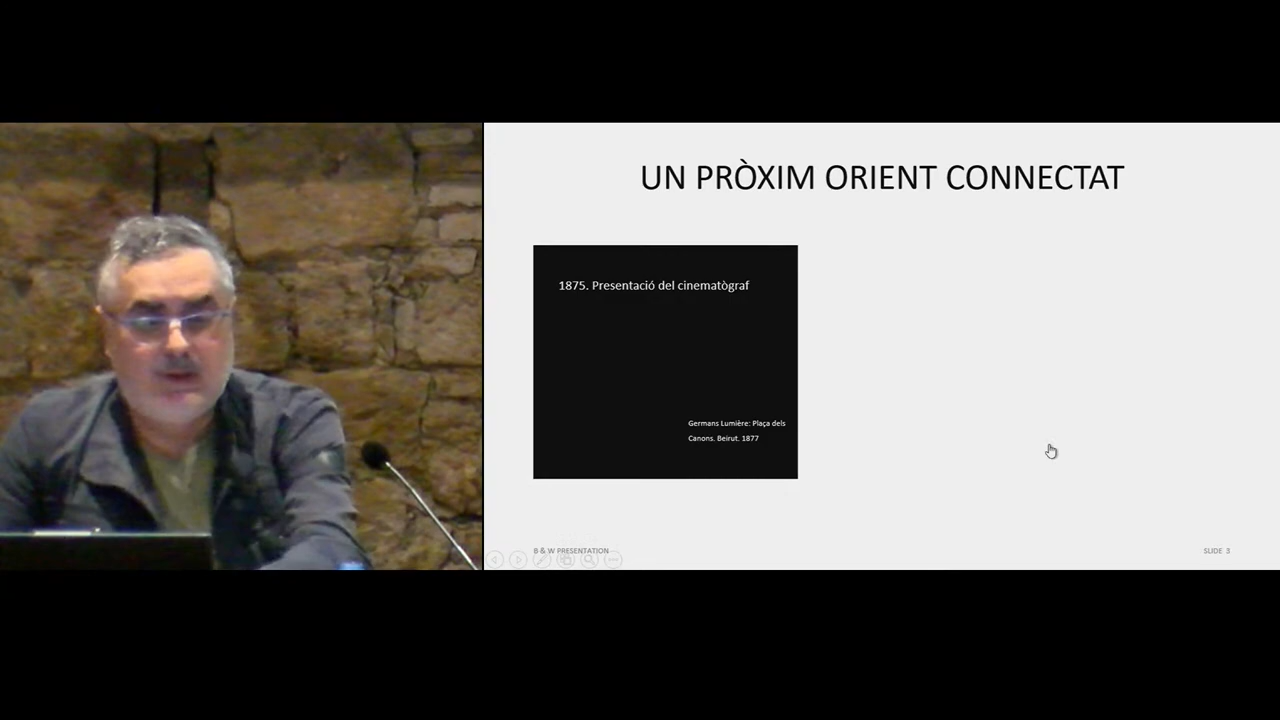 UN PRÒXIM ORIENT CONNECTAT
1875. Presentació del cinematògraf
Germans Lumière: Plaça dels
Canons. Beirut. 1877
B & W PRESENTATION
SLIDE 3